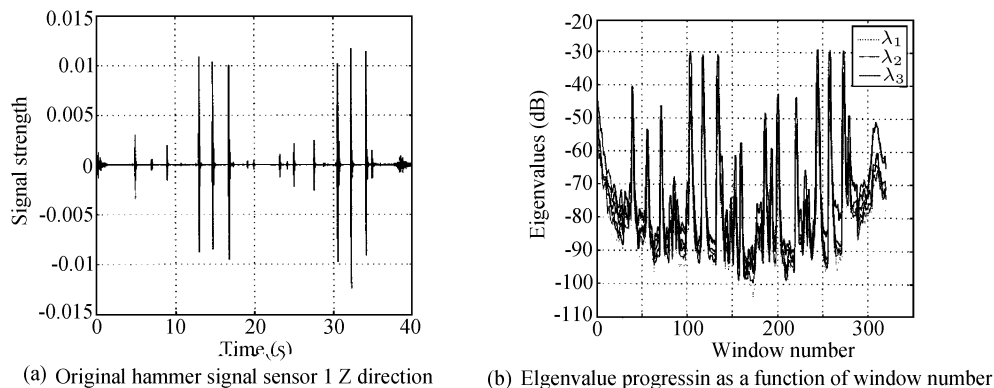 0.015
0.01
0.005
0
-0.005
-0.01
-0.015
Signal strength
0
10
20
30
40
Time (s)
(a) Original hammer signal sensor 1 Z direction
-20
-30
-40
-50
-60
-70
-80
-90
-100
-110
Eigenvalues (dB)
λ1
λ2
λ3
0
100
200
300
Window number
(b) Elgenvalue progressin as a function of window number